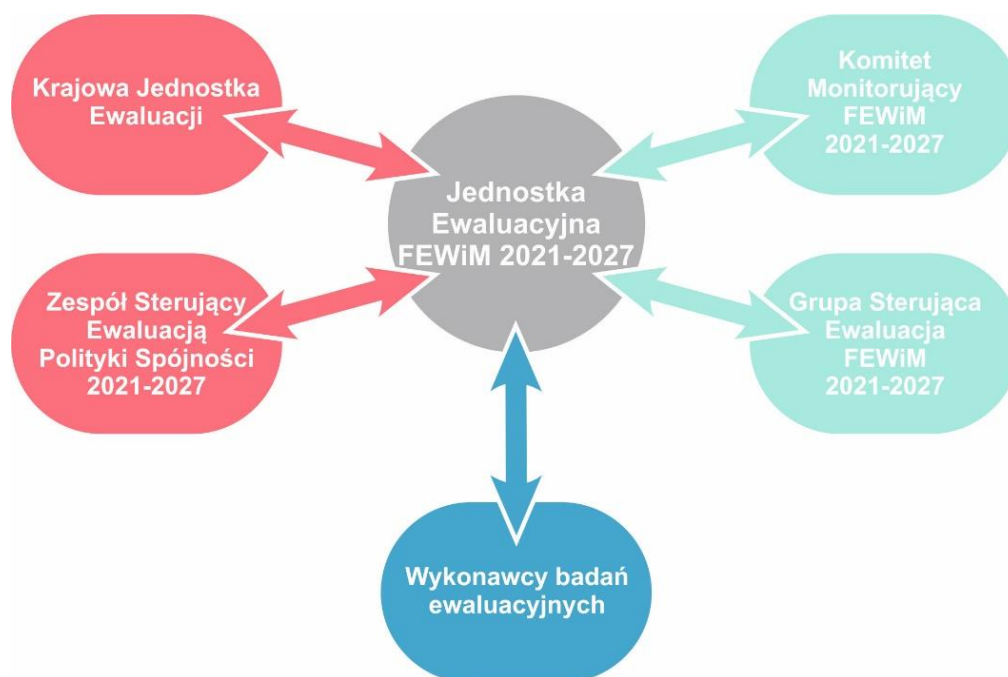 Krajowa Jednostka
Ewaluacji
Komitet
Monitorujący
FEWiM
2021-2027
Jednostka
Ewaluacyjna
FEWiM 2021-2027
Zespół Sterujący
Ewaluacją
Polityki Spójności
2021-2027
Grupa Sterująca
Ewaluacja
FEWiM
2021-2027
Wykonawcy badań
ewaluacyjnych